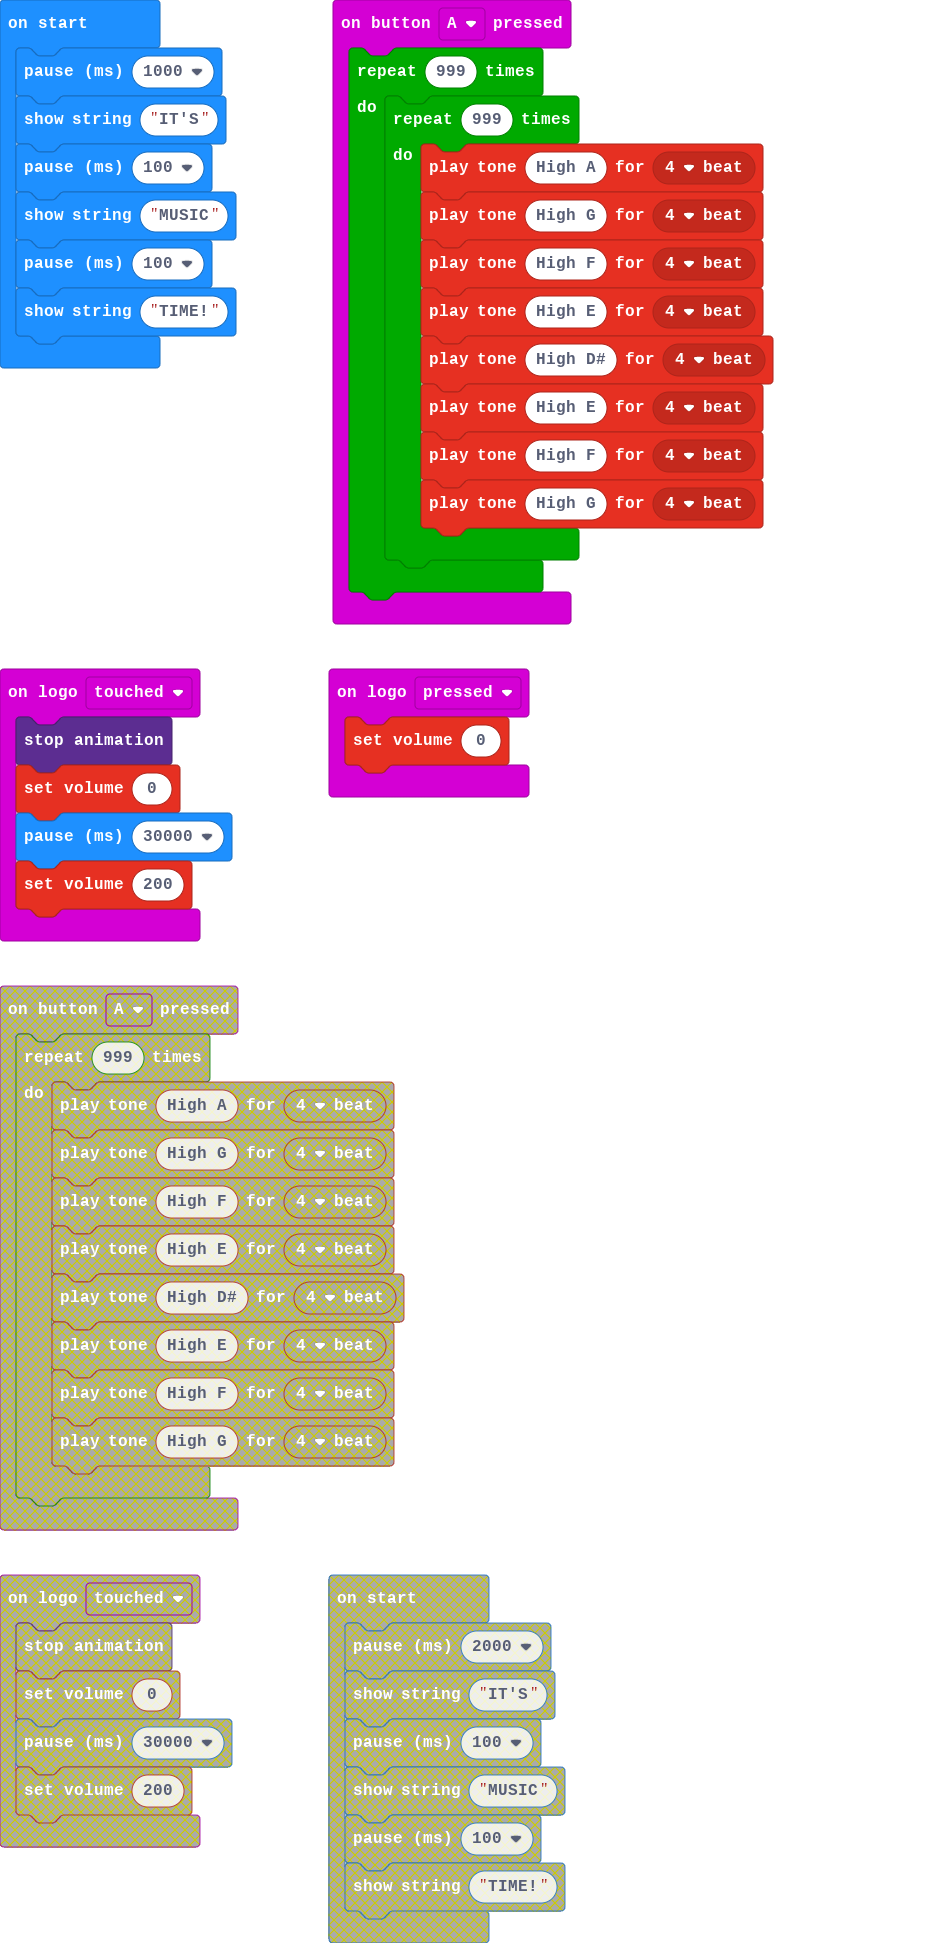 on start
pause (ms) 1000
show string "IT'S"
pause (ms) 100
show string "MUSIC"
pause (ms) 100
show string "TIME!"
on button A pressed
repeat 999 times
do
repeat 999 times
do
play tone High A for 4 beat
play tone High G for 4 beat
play tone High F for 4 beat
play tone High E for 4 beat
play tone High D# for 4 beat
play tone High E for 4 beat
play tone High F for 4 beat
play tone High G for 4 beat
on logo touched
stop animation
set volume 0
pause (ms) 30000
set volume 200
on logo pressed
set volume 0
on button A pressed
repeat 999 times
do
play tone High A for 4 beat
play tone High G for 4 beat
play tone High F for 4 beat
play tone High E for 4 beat
play tone High D# for 4 beat
play tone High E for 4 beat
play tone High F for 4 beat
play tone High G for 4 beat
on logo touched
stop animation
set volume 0
pause (ms) 30000
set volume 200
on start
pause (ms) 2000
show string "IT'S"
pause (ms) 100
show string "MUSIC"
pause (ms) 100
show string "TIME!"